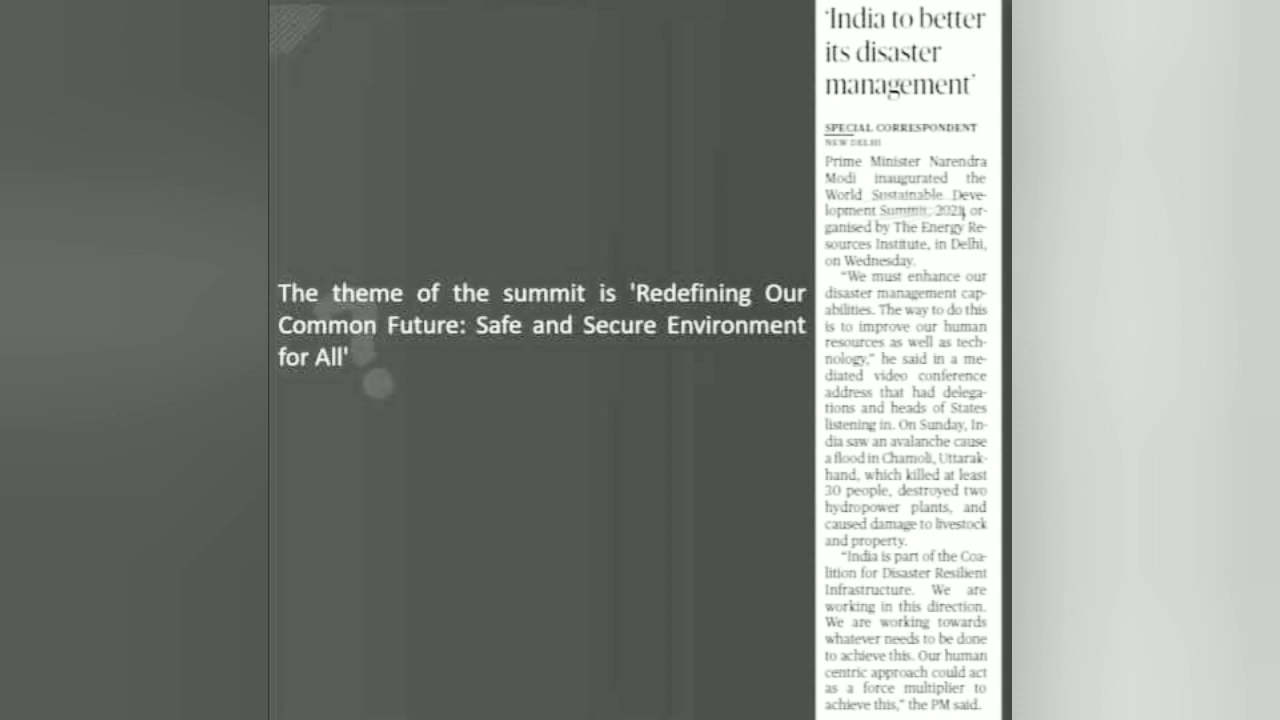 The theme of the summit is 'Redefining Our
Common Future: Safe and Secure Environment
for All'
‘India to better
its disaster
management’
SPECIAL CORRESPONDENT
NEW DELHI
Prime Minister Narendra
Modi inaugurated the
World Sustainable Deve-
lopment Summit, 2021, or-
ganised by The Energy Re-
sources Institute, in Delhi,
on Wednesday.
“We must enhance our
disaster management cap-
abilities. The way to do this
is to improve our human
resources as well as tech-
nology,” he said in a me-
diated video conference
address that had delega-
tions and heads of States
listening in. On Sunday, In-
dia saw an avalanche cause
a flood in Chamoli, Uttarak-
hand, which killed at least
30 people, destroyed two
hydropower plants, and
caused damage to livestock
and property.
“India is part of the Coa-
lition for Disaster Resilient
Infrastructure. We are
working in this direction.
We are working towards
whatever needs to be done
to achieve this. Our human
centric approach could act
as a force multiplier to
achieve this,” the PM said.